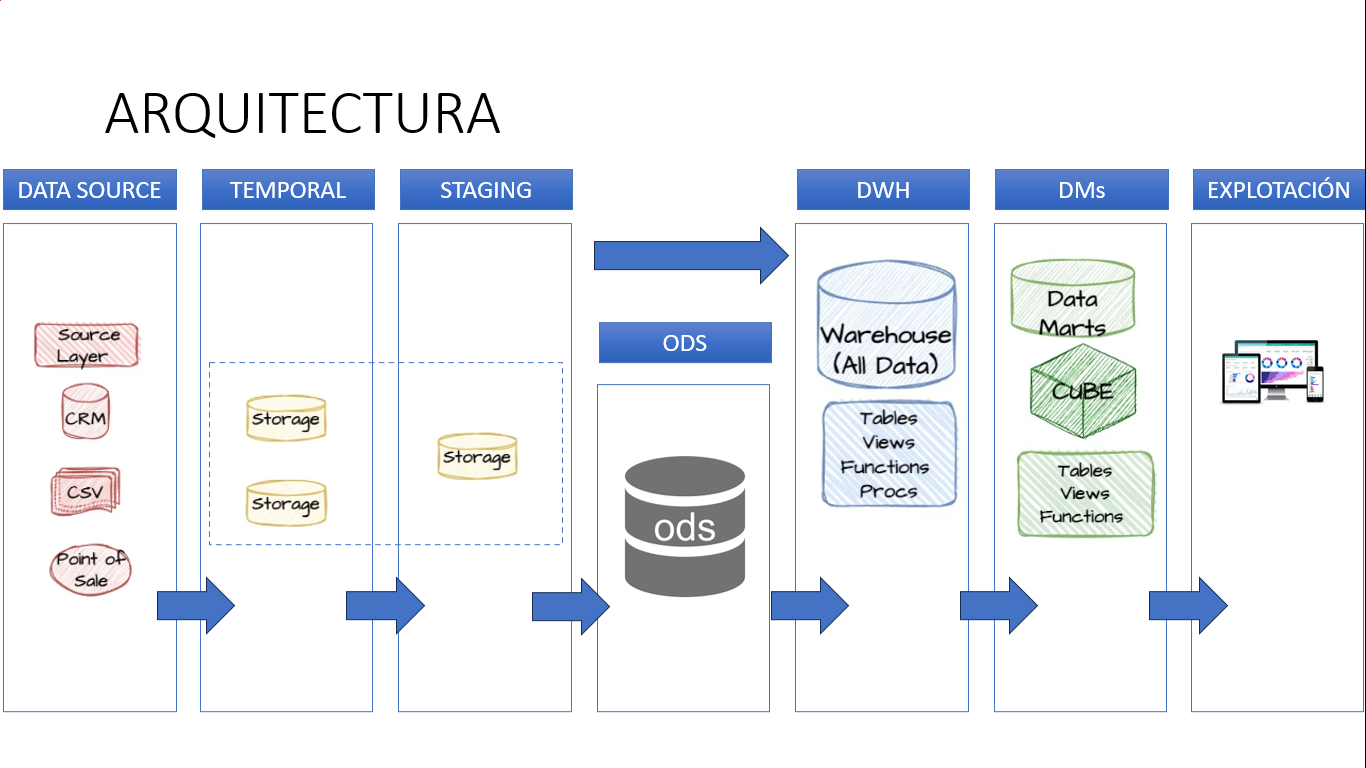 ARQUITECTURA
DATA SOURCE
TEMPORAL
STAGING
DWH
DMs
EXPLOTACIÓN
Source
Layer
CRM
CSV
Point of
Sale
Storage
Storage
Storage
ODS
ods
Warehouse
(All Data)
Tables
Views
Functions
Procs
Data
Marts
CUBE
Tables
Views
Functions